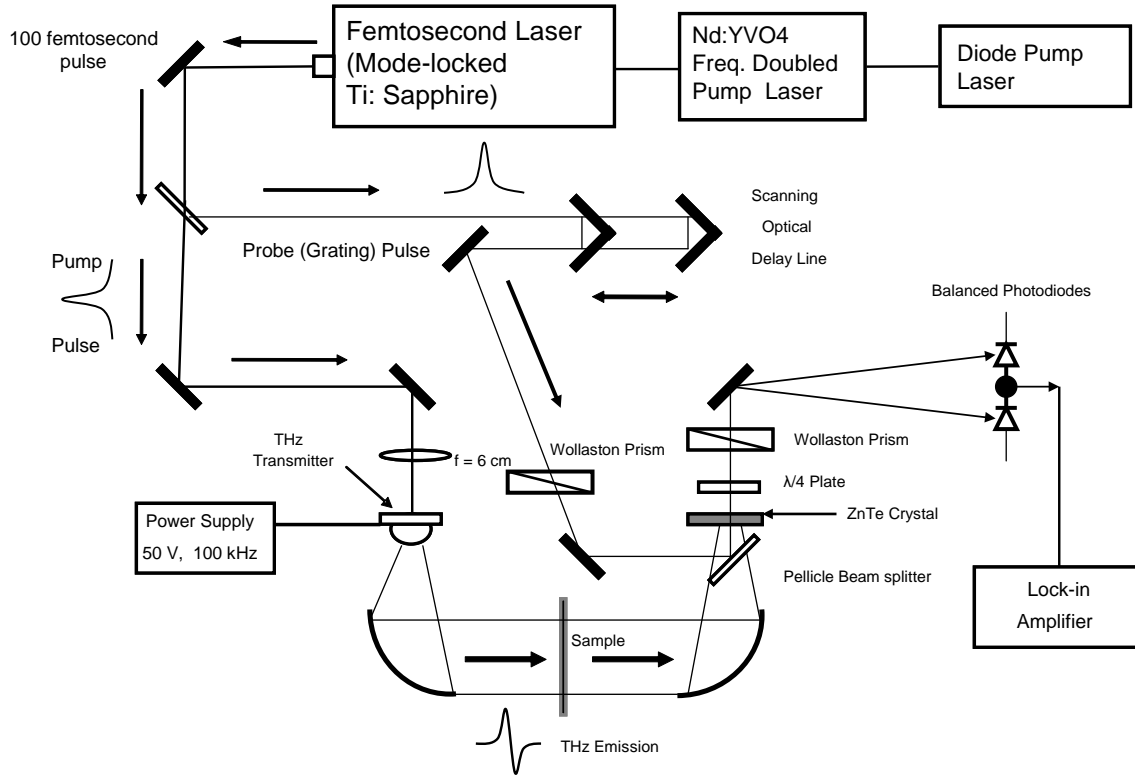 100 femtosecond
pulse
Femtosecond Laser
(Mode-locked
Ti: Sapphire)
Nd:YVO4
Freq. Doubled
Pump Laser
Diode Pump
Laser
Scanning
Optical
Delay Line
Probe (Grating) Pulse
Pump
Pulse
Balanced Photodiodes
THz
Transmitter
f = 6 cm
Wollaston Prism
Wollaston Prism
λ/4 Plate
ZnTe Crystal
Power Supply
50 V, 100 kHz
Pellicle Beam splitter
Lock-in
Amplifier
Sample
THz Emission